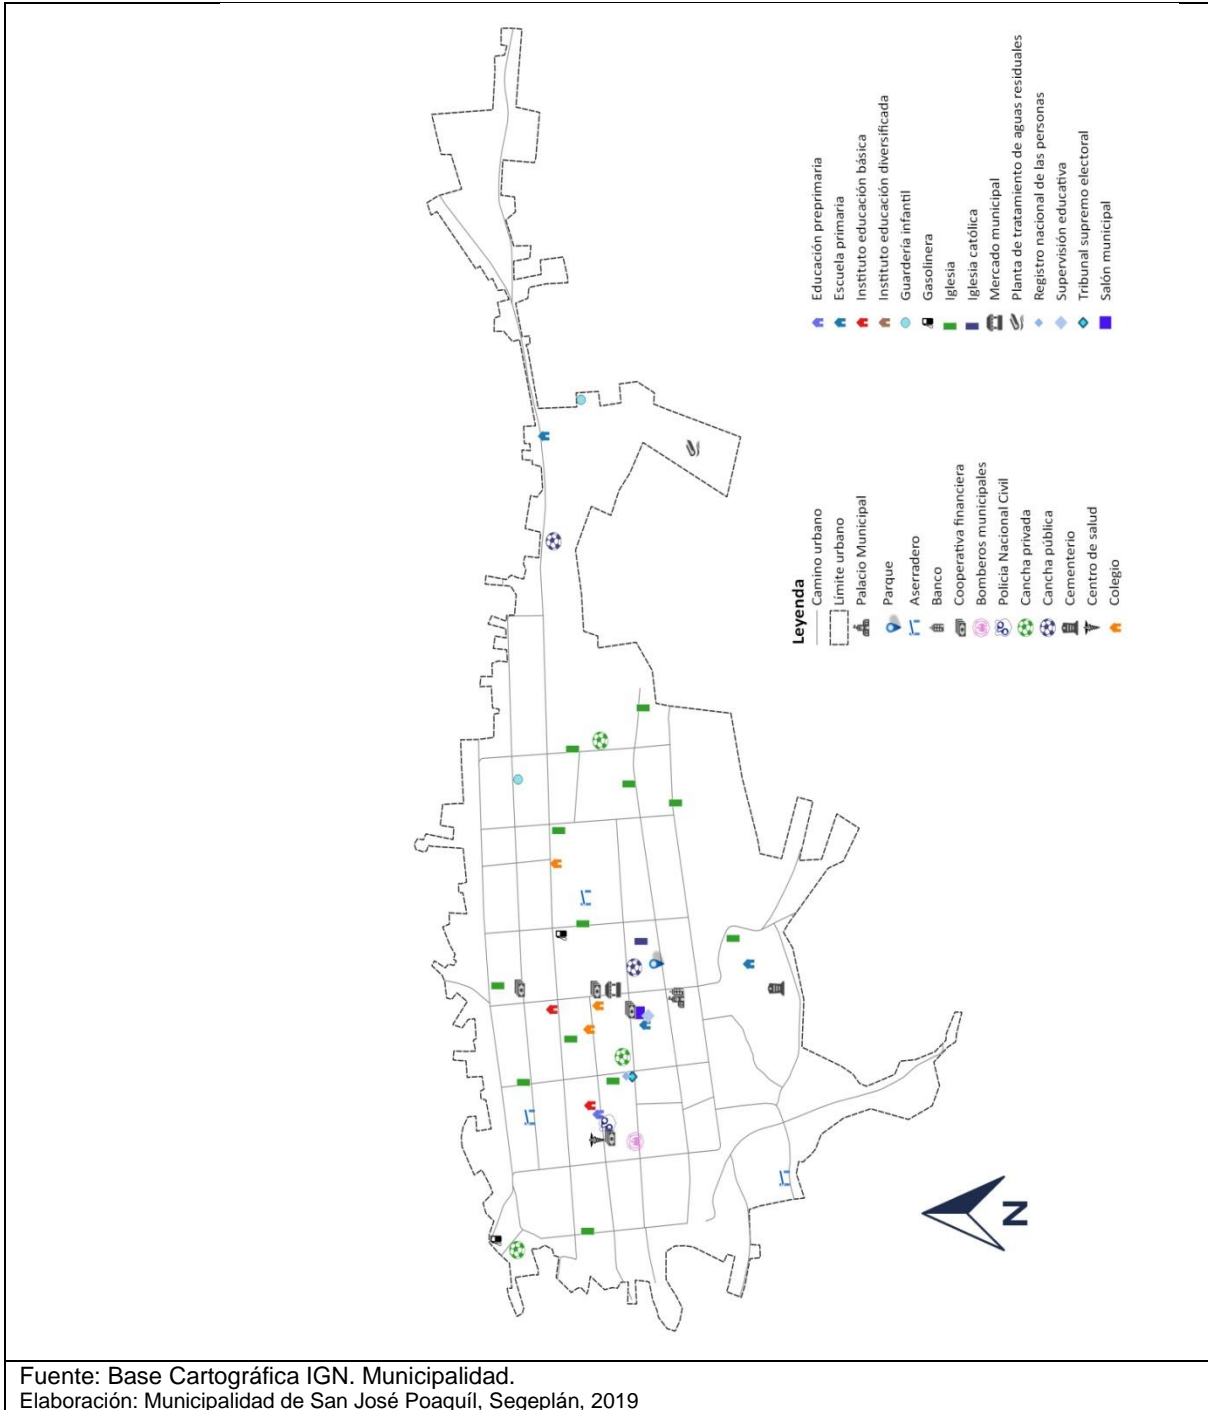 Leyenda
Camino urbano
Límite urbano
Palacio Municipal
Parque
Aserradero
Banco
Cooperativa financiera
Bomberos municipales
Policia Nacional Civil
Cancha privada
Cancha pública
Cementerio
Centro de salud
Colegio
Educación preprimaria
Escuela primaria
Instituto educación básica
Instituto educación diversificada
Guardería infantil
Gasolinera
Iglesia
Iglesia católica
Mercado municipal
Planta de tratamiento de aguas residuales
Registro nacional de las personas
Supervisión educativa
Tribunal supremo electoral
Salón municipal
N
Fuente: Base Cartográfica IGN. Municipalidad.
Elaboración: Municipalidad de San José Poaquíl, Segeplán, 2019